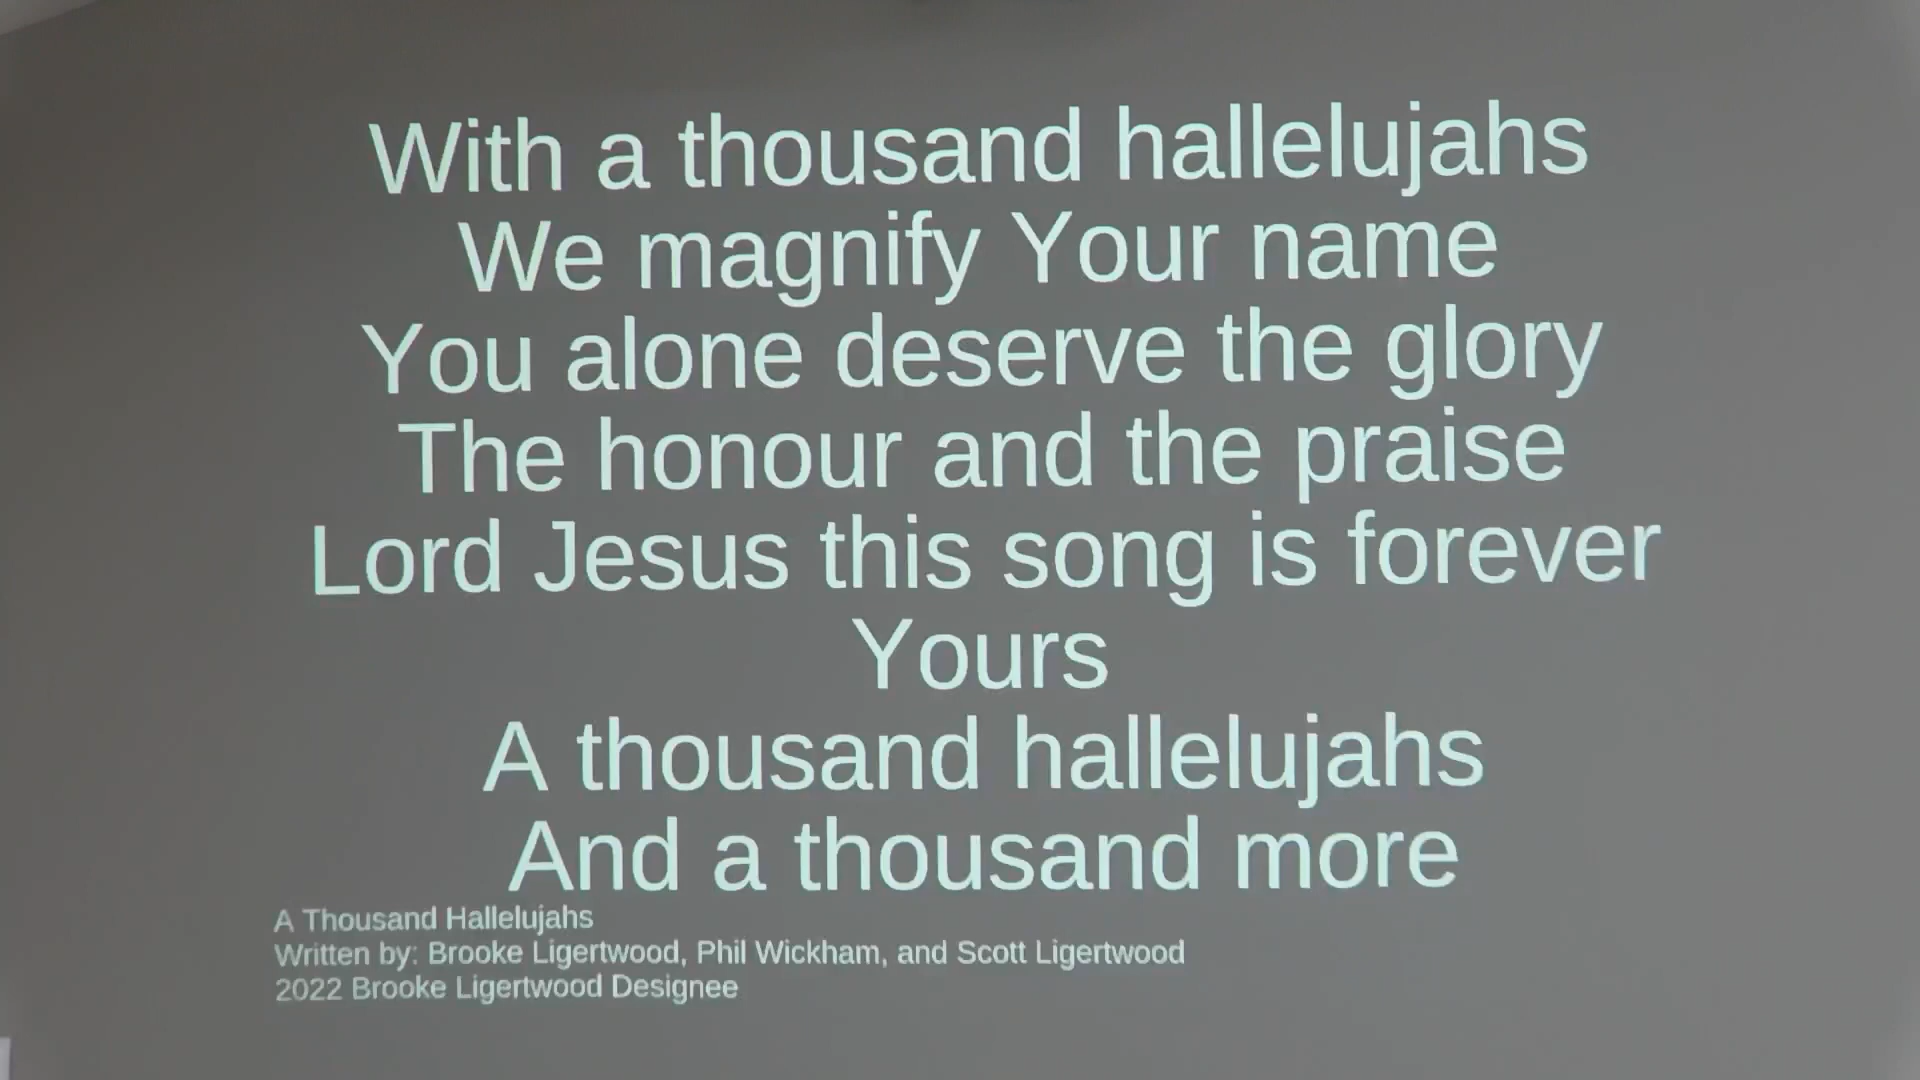 With a thousand hallelujahs
We magnify Your name
You alone deserve the glory
The honour and the praise
Lord Jesus this song is forever
Yours
A thousand hallelujahs
And a thousand more
A Thousand Hallelujahs
Written by: Brooke Ligertwood, Phil Wickham, and Scott Ligertwood
2022 Brooke Ligertwood Designee